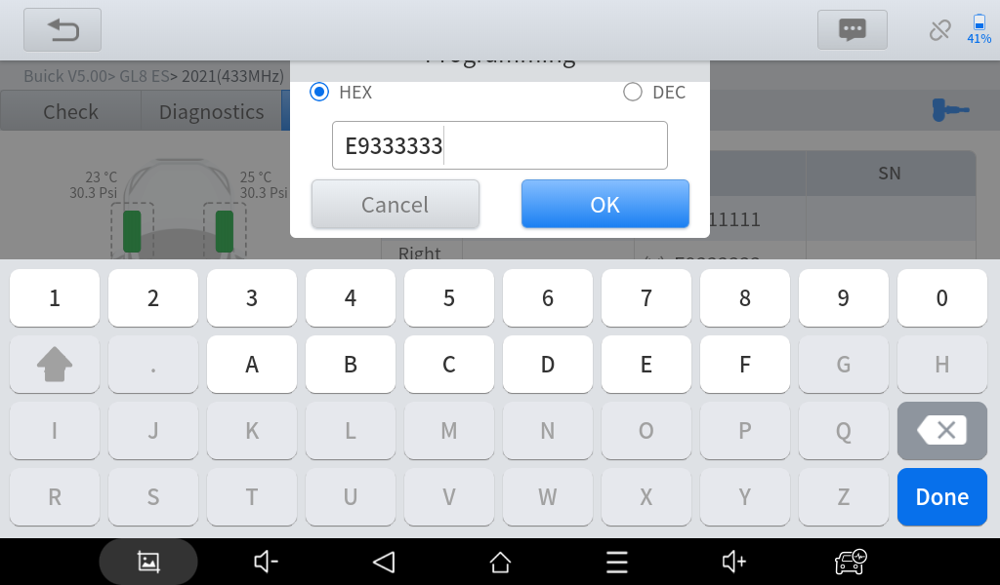 41%
Programming
Buick V5.00> GL8 ES> 2021(433MHz)
HEX
DEC
Check
Diagnostics
E9333333
23 °C
30.3 Psi
25 °C
30.3 Psi
SN
Cancel
OK
11111
Right
1 2 3 4 5 6 7 8 9 0
. A B C D E F G H
I J K L M N O P Q
R S T U V W X Y Z Done